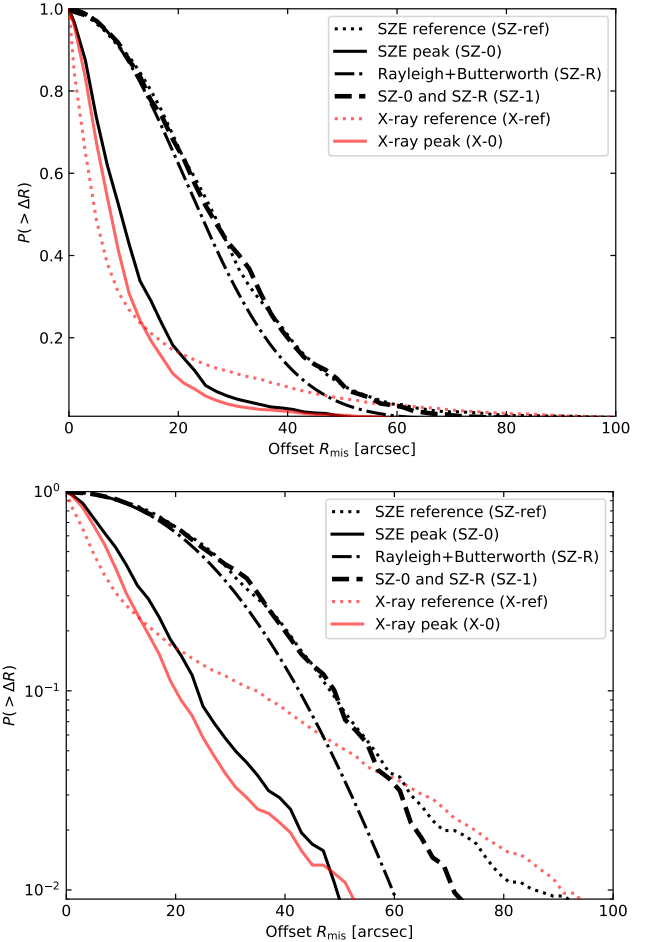 1.0
0.8
0.6
0.4
0.2
P(> ΔR)
SZE reference (SZ-ref)
SZE peak (SZ-0)
Rayleigh+Butterworth (SZ-R)
SZ-0 and SZ-R (SZ-1)
X-ray reference (X-ref)
X-ray peak (X-0)
0 20 40 60 80 100
Offset R_mis [arcsec]
10⁰
10⁻¹
10⁻²
P(> ΔR)
SZE reference (SZ-ref)
SZE peak (SZ-0)
Rayleigh+Butterworth (SZ-R)
SZ-0 and SZ-R (SZ-1)
X-ray reference (X-ref)
X-ray peak (X-0)
0 20 40 60 80 100
Offset R_mis [arcsec]